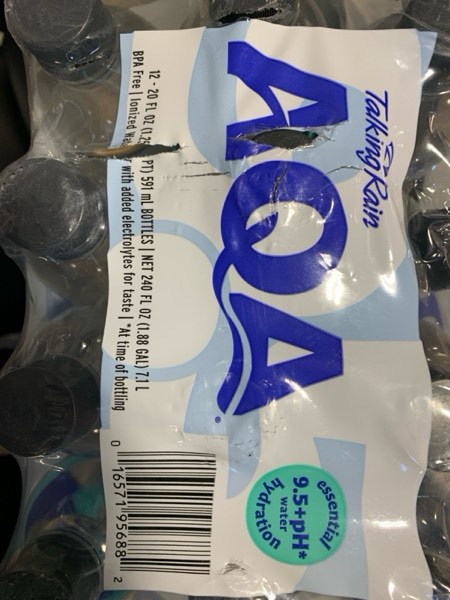 Talking Rain
AQA
12 - 20 FL OZ (1.25 PT) 591 mL BOTTLES | NET 240 FL OZ (1.88 GAL) 7.1 L
BPA Free | Ionized with added electrolytes for taste | *At time of bottling
essential
9.5+pH*
water
hydration
0 16571 95688 2